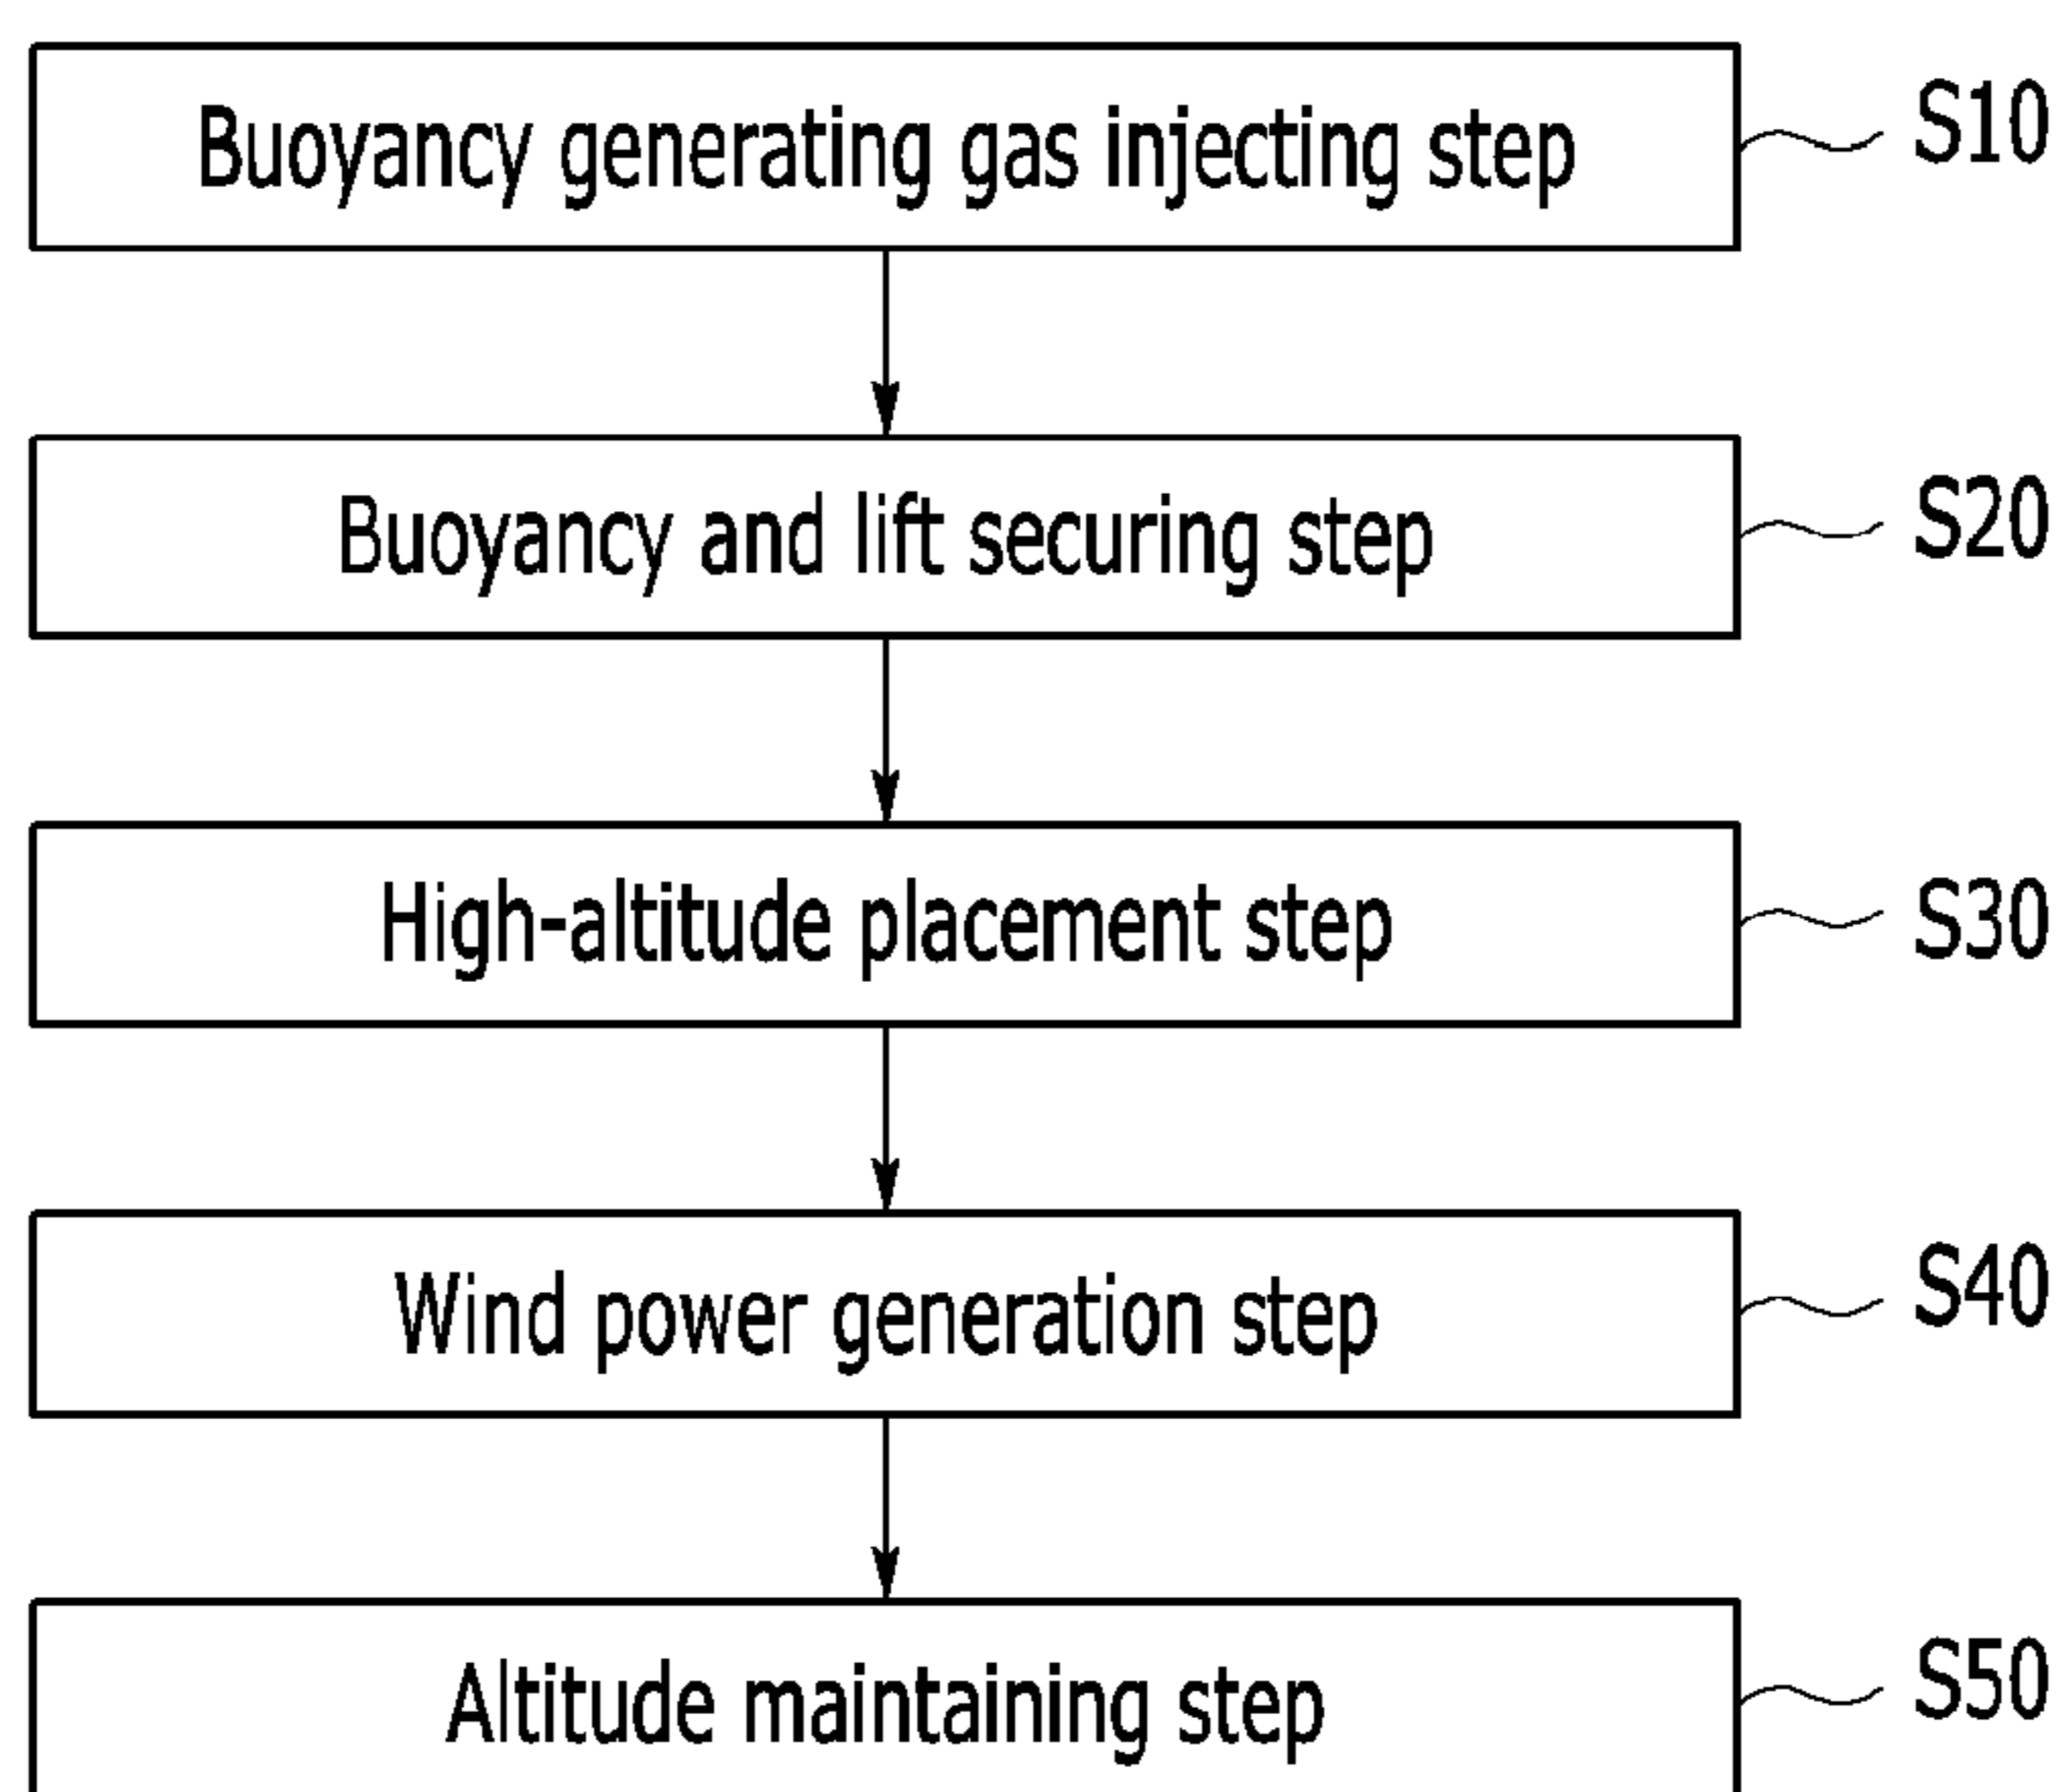 Buoyancy generating gas injecting step S10
Buoyancy and lift securing step S20
High-altitude placement step S30
Wind power generation step S40
Altitude maintaining step S50